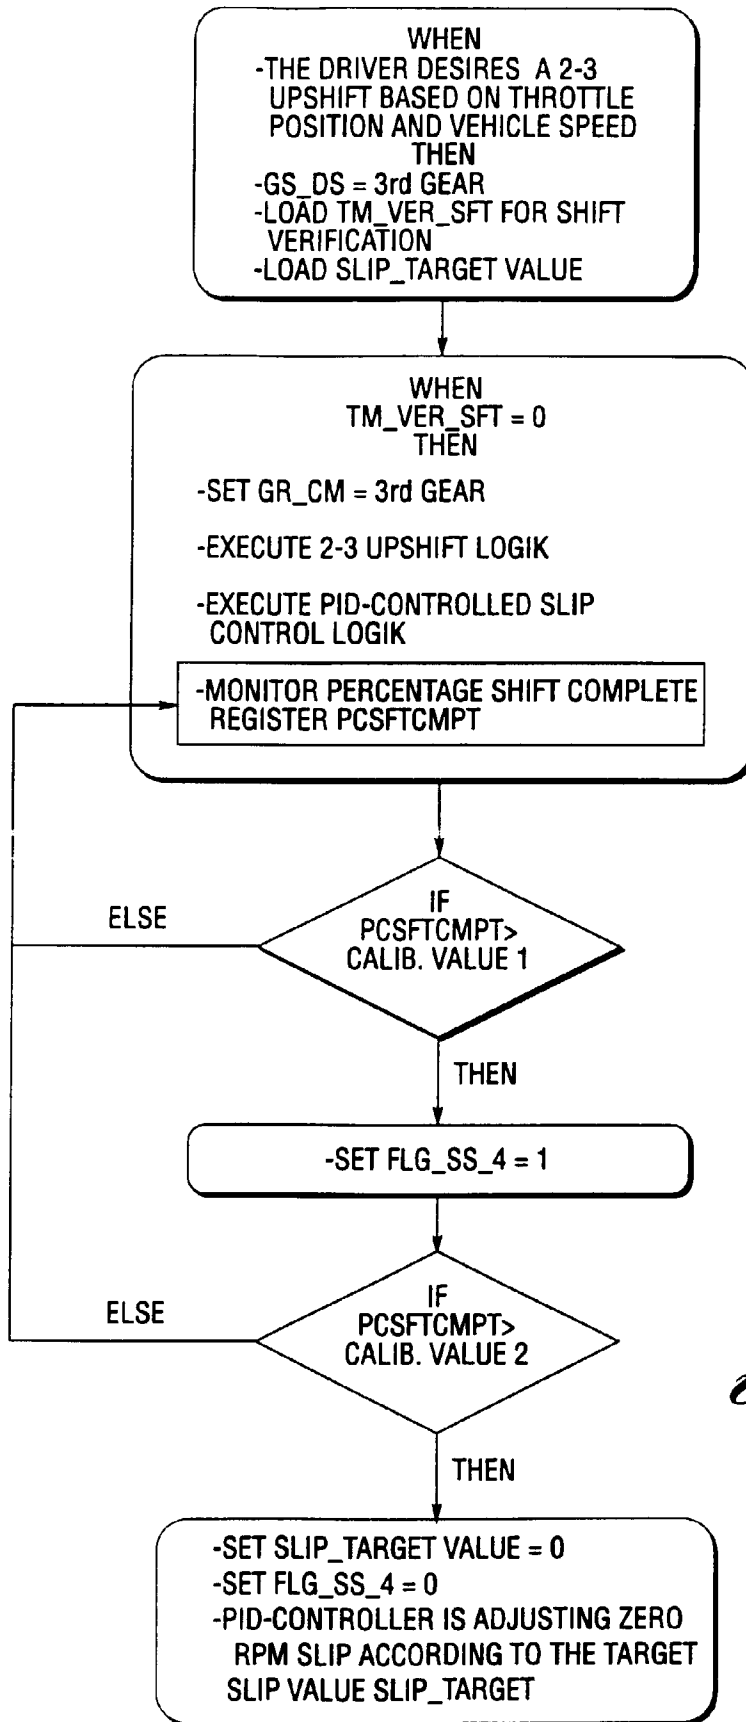 WHEN
-THE DRIVER DESIRES A 2-3
UPSHIFT BASED ON THROTTLE
POSITION AND VEHICLE SPEED
THEN
-GS_DS = 3rd GEAR
-LOAD TM_VER_SFT FOR SHIFT
VERIFICATION
-LOAD SLIP_TARGET VALUE
WHEN
TM_VER_SFT = 0
THEN
-SET GR_CM = 3rd GEAR
-EXECUTE 2-3 UPSHIFT LOGIK
-EXECUTE PID-CONTROLLED SLIP
CONTROL LOGIK
-MONITOR PERCENTAGE SHIFT COMPLETE
REGISTER PCSFTCMPT
IF
PCSFTCMPT>
CALIB. VALUE 1
ELSE
THEN
-SET FLG_SS_4 = 1
IF
PCSFTCMPT>
CALIB. VALUE 2
ELSE
THEN
-SET SLIP_TARGET VALUE = 0
-SET FLG_SS_4 = 0
-PID-CONTROLLER IS ADJUSTING ZERO
RPM SLIP ACCORDING TO THE TARGET
SLIP VALUE SLIP_TARGET